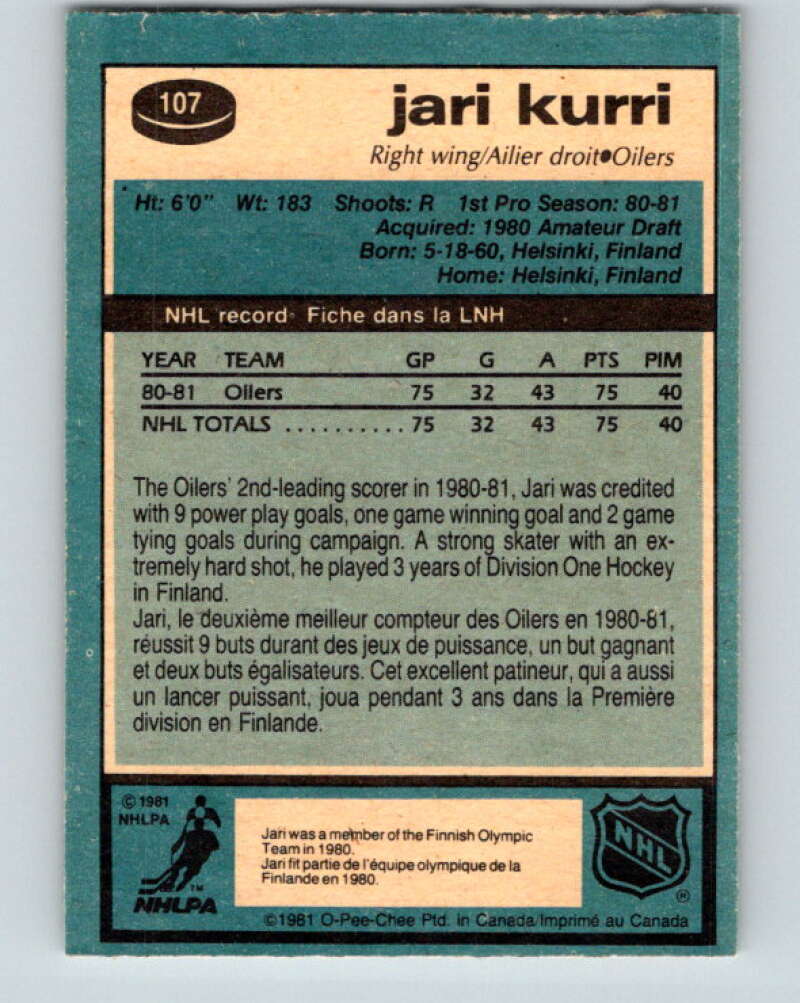 107
jari kurri
Right wing/Ailier droit•Oilers
Ht: 6'0" Wt: 183 Shoots: R 1st Pro Season: 80-81
Acquired: 1980 Amateur Draft
Born: 5-18-60, Helsinki, Finland
Home: Helsinki, Finland
NHL record· Fiche dans la LNH
YEAR TEAM GP G A PTS PIM
80-81 Oilers 75 32 43 75 40
NHL TOTALS .......... 75 32 43 75 40
The Oilers' 2nd-leading scorer in 1980-81, Jari was credited
with 9 power play goals, one game winning goal and 2 game
tying goals during campaign. A strong skater with an ex-
tremely hard shot, he played 3 years of Division One Hockey
in Finland.
Jari, le deuxième meilleur compteur des Oilers en 1980-81,
réussit 9 buts durant des jeux de puissance, un but gagnant
et deux buts égalisateurs. Cet excellent patineur, qui a aussi
un lancer puissant, joua pendant 3 ans dans la Première
division en Finlande.
© 1981
NHLPA
TM
NHLPA
Jari was a member of the Finnish Olympic
Team in 1980.
Jari fit partie de l'équipe olympique de la
Finlande en 1980.
NHL
®
©1981 O-Pee-Chee Ptd. in Canada/Imprimé au Canada